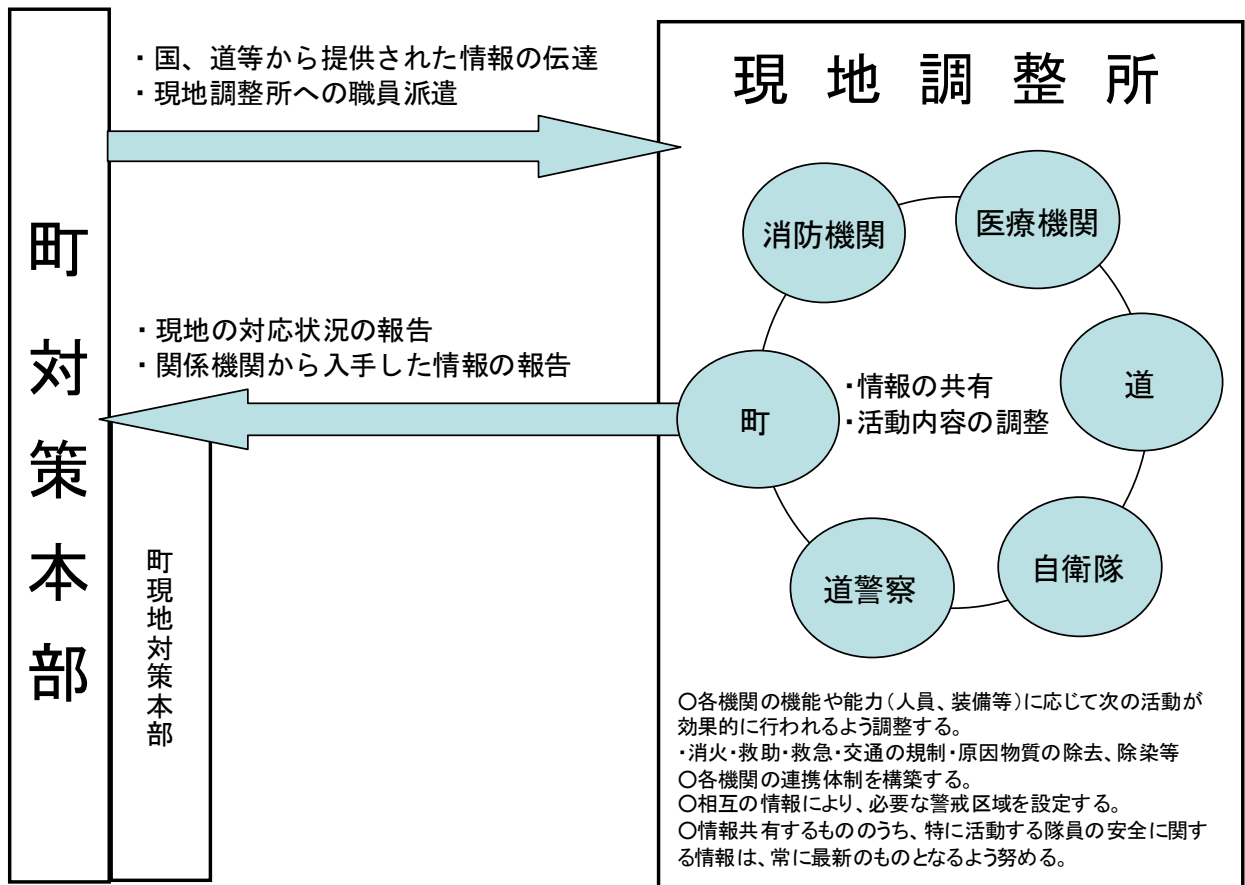 町対策本部
・国、道等から提供された情報の伝達
・現地調整所への職員派遣
・現地の対応状況の報告
・関係機関から入手した情報の報告
町現地対策本部
現地調整所
消防機関
医療機関
町
・情報の共有
・活動内容の調整
道
道警察
自衛隊
○各機関の機能や能力(人員、装備等)に応じて次の活動が
効果的に行われるよう調整する。
・消火・救助・救急・交通の規制・原因物質の除去、除染等
○各機関の連携体制を構築する。
○相互の情報により、必要な警戒区域を設定する。
○情報共有するもののうち、特に活動する隊員の安全に関す
る情報は、常に最新のものとなるよう努める。